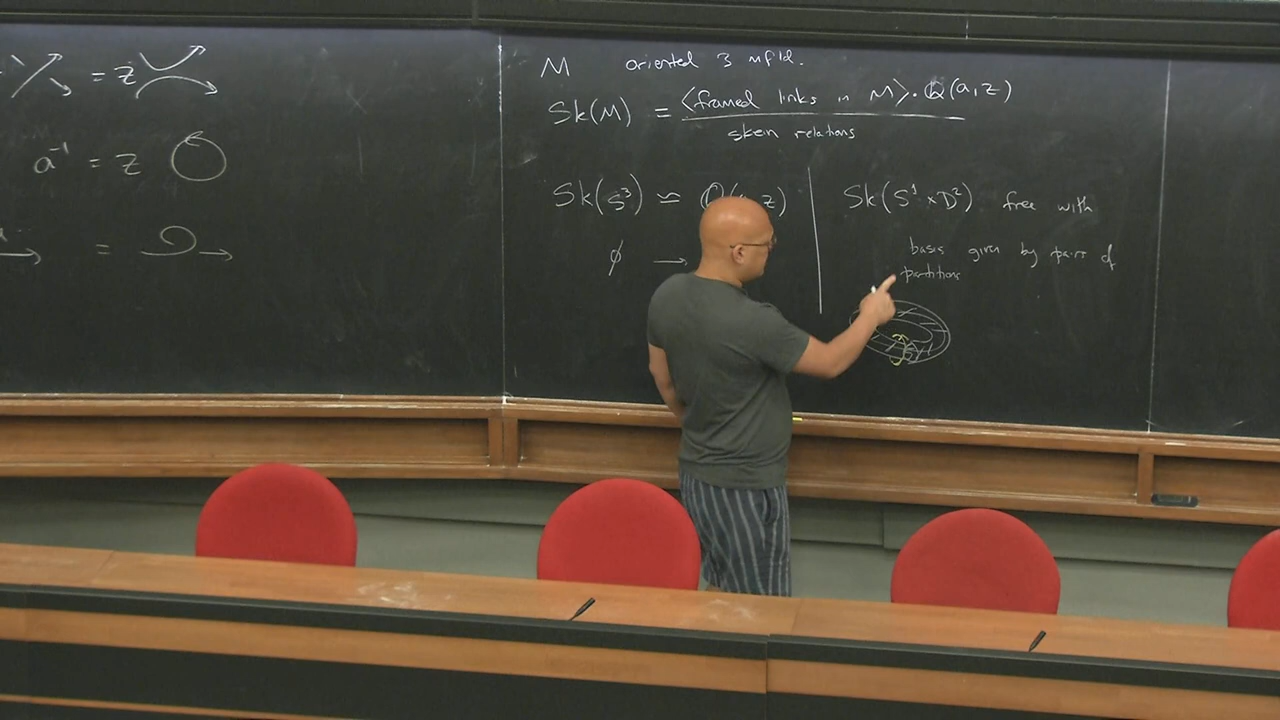 = z
a⁻¹ = z
=
M oriented 3 mfld.
Sk(M) = <framed links in M>·Q(a,z)
skein relations
Sk(S³) ≃ z)
∅ →
Sk(S¹×D²) free with
basis given by pairs of
partitions